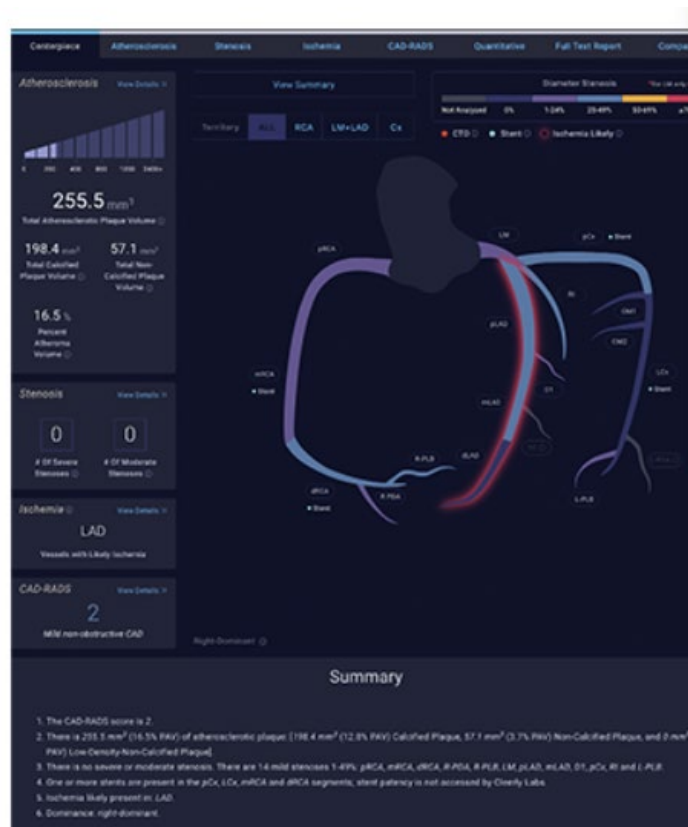 Centerpiece Atherosclerosis Stenosis Ischemia CAD-RADS Quantitative Full Text Report
Atherosclerosis View Details
0 200 400 800 1200
255.5 mm³
Total Atherosclerotic Plaque Volume
198.4 mm³ 57.1 mm³
Total Calcified Plaque Volume
Total Non-Calcified Plaque Volume
16.5 %
Percent Atheroma Volume
Stenosis View Details
0 0
# Of Severe Stenoses
# Of Moderate Stenoses
Ischemia View Details
LAD
Vessels with Likely Ischemia
CAD-RADS View Details
2
Mild non-obstructive CAD
View Summary
Territory ALL RCA LM+LAD Cx
Diameter Stenosis
Not Analyzed 0% 1-24% 25-49% 50-69%
CTO Stent Ischemia Likely
LM
pCx Stent
pRCA
RI
OM1
pLAD
OM2
LCx
Stent
mRCA
Stent
D1
mLAD
R-PLB
dLAD
dRCA
Stent
R-PDA
L-PLB
Right-Dominant
Summary
1. The CAD-RADS score is 2.
2. There is 255.5 mm³ (16.5% PAV) of atherosclerotic plaque: [198.4 mm³ (12.8% PAV) Calcified Plaque, 57.1 mm³ (3.7% PAV) Non-Calcified Plaque, and 0 mm³
PAV) Low-Density-Non-Calcified Plaque].
3. There is no severe or moderate stenosis. There are 14 mild stenoses 1-49%: pRCA, mRCA, dRCA, R-PDA, R-PLB, LM, pLAD, mLAD, D1, pCx, RI and L-PLB.
4. One or more stents are present in the pCx, LCx, mRCA and dRCA segments; stent patency is not accessed by Cleerly Labs.
5. Ischemia likely present in: LAD.
6. Dominance: right-dominant.